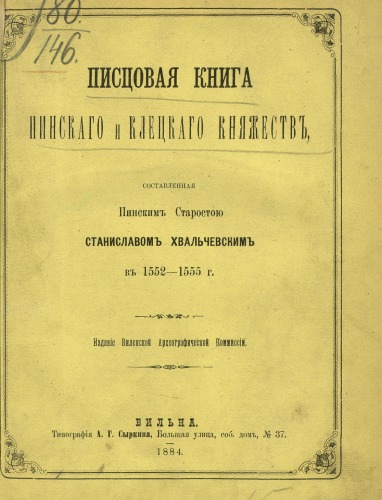 180
146.
ПИСЦОВАЯ КНИГА
ПИНСКАГО и КЛЕЦКАГО КНЯЖЕСТВЪ,
СОСТАВЛЕННАЯ
Пинскимъ Старостою
СТАНИСЛАВОМЪ ХВАЛЬЧЕВСКИМЪ
въ 1552—1555 г.
Изданіе Виленской Археографической Коммиссіи.
ВИЛЬНА.
Типографія А. Г. Сыркина, Большая улица, соб. домъ, № 37.
1884.